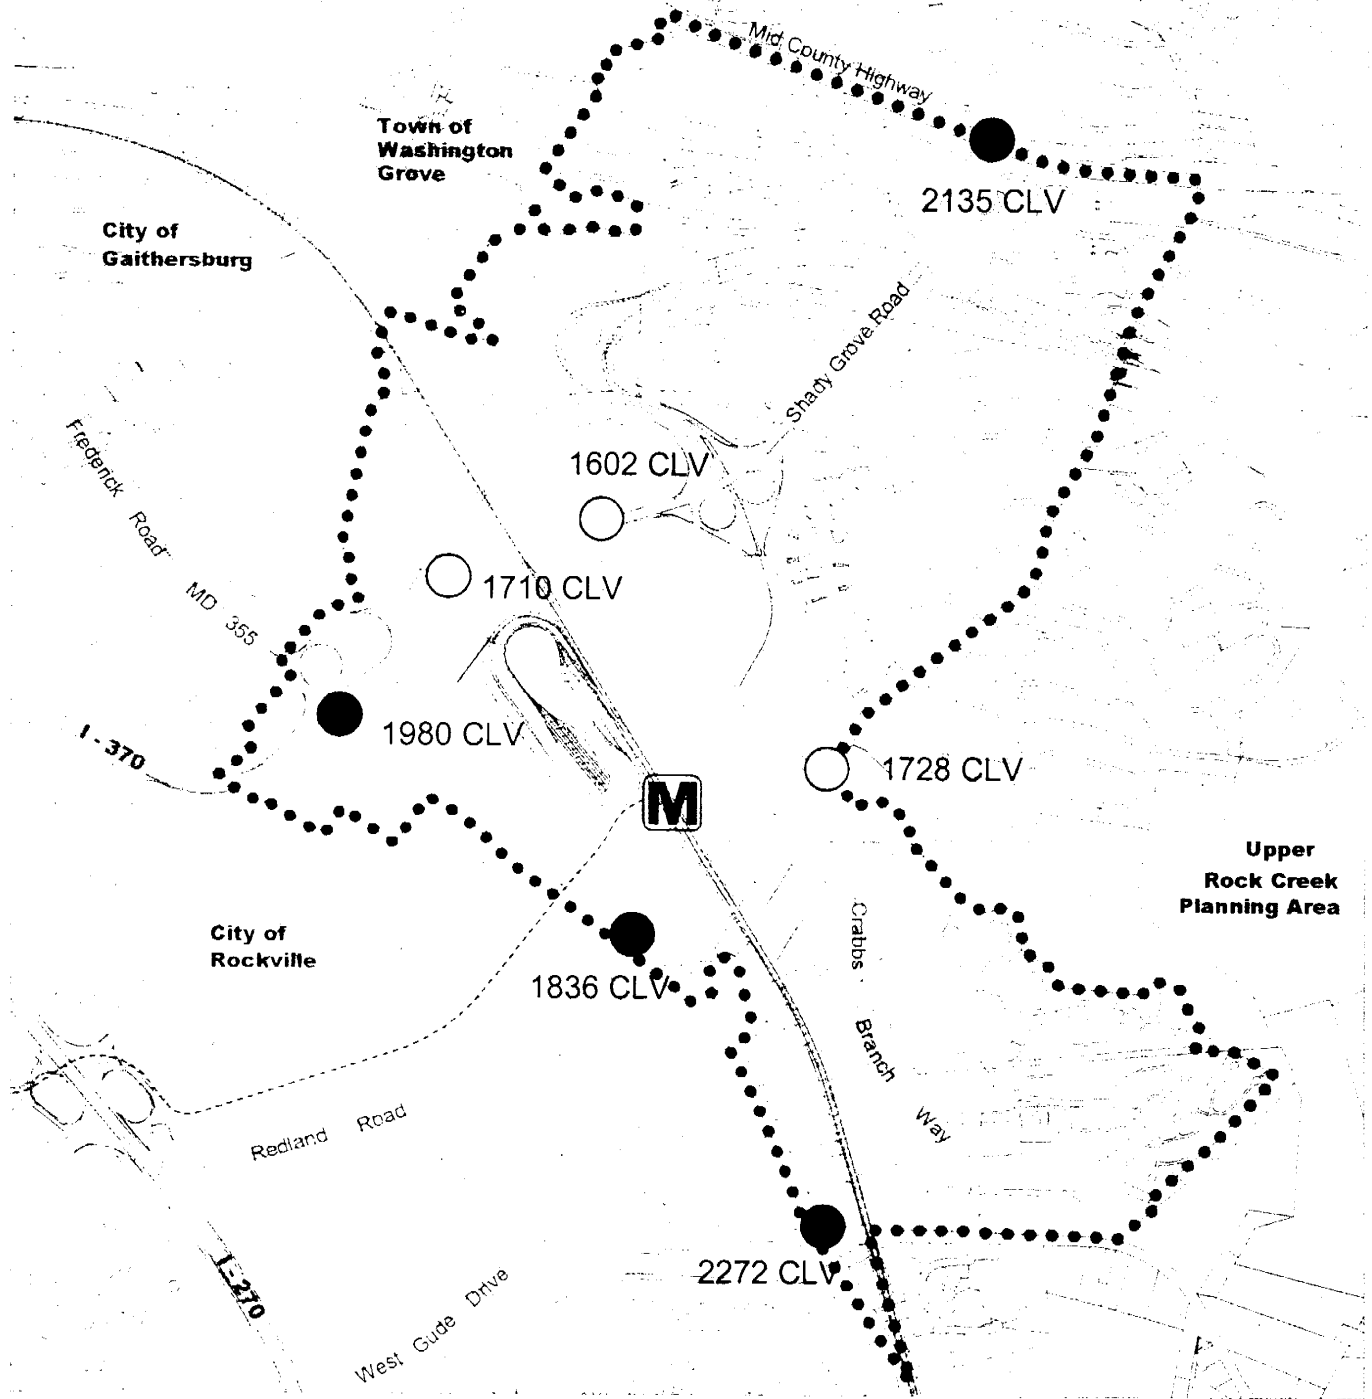 Mid County Highway
Town of
Washington
Grove
2135 CLV
City of
Gaithersburg
Shady Grove Road
Frederick Road" MD 355
1602 CLV
1710 CLV
1980 CLV
I - 370
M
1728 CLV
Upper
Rock Creek
Planning Area
City of
Rockville
1836 CLV
Crabbs Branch Way
Redland Road
2272 CLV
I-270
West Gude Drive